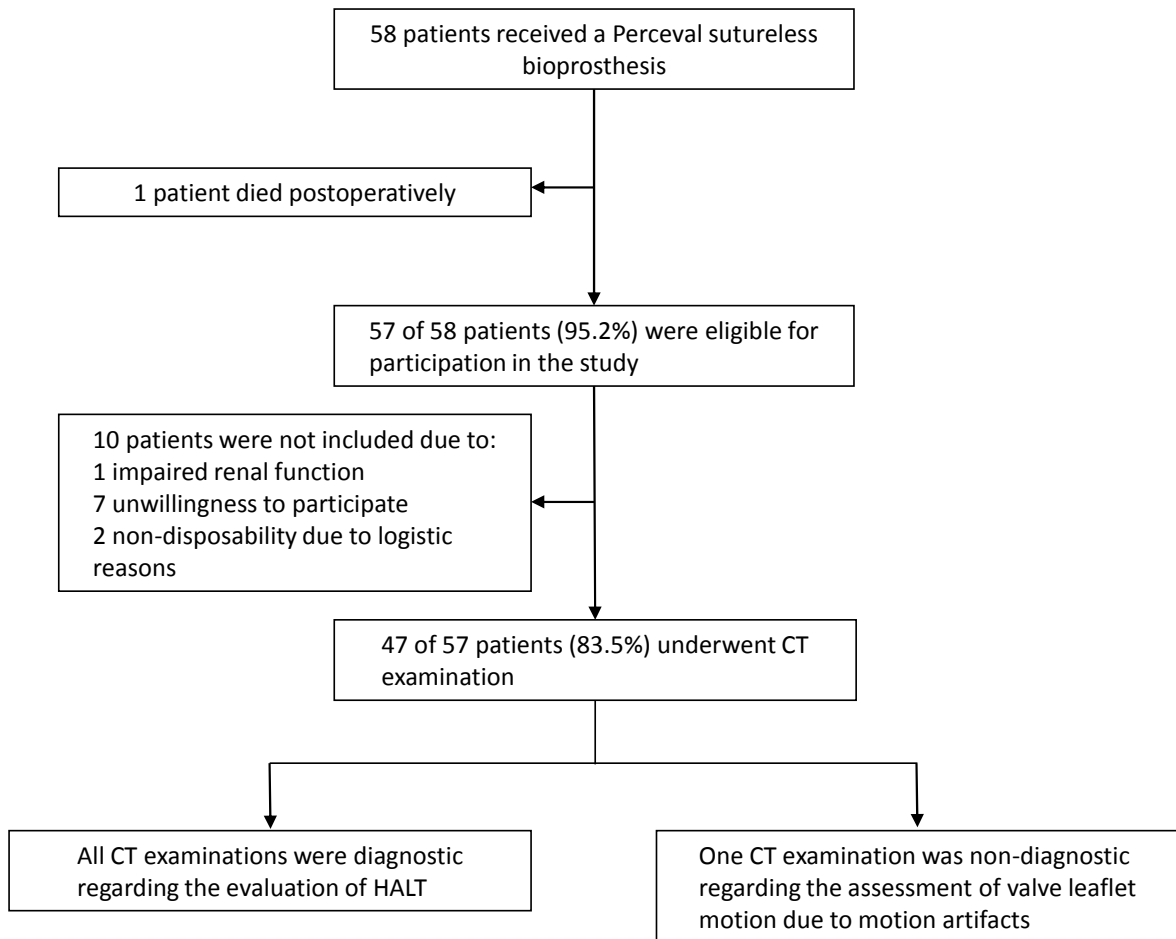 58 patients received a Perceval sutureless
bioprosthesis
1 patient died postoperatively
57 of 58 patients (95.2%) were eligible for
participation in the study
10 patients were not included due to:
1 impaired renal function
7 unwillingness to participate
2 non-disposability due to logistic
reasons
47 of 57 patients (83.5%) underwent CT
examination
All CT examinations were diagnostic
regarding the evaluation of HALT
One CT examination was non-diagnostic
regarding the assessment of valve leaflet
motion due to motion artifacts